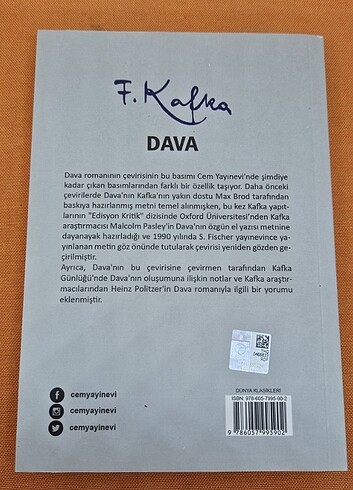 F. Kafka
DAVA
Dava romanının çevirisinin bu basımı Cem Yayınevi'nde şimdiye
kadar çıkan basımlarından farklı bir özellik taşıyor. Daha önceki
çevirilerde Dava'nın Kafka'nın yakın dostu Max Brod tarafından
baskıya hazırlanmış metni temel alınmışken, bu kez Kafka yapıt-
larının "Edisyon Kritik" dizisinde Oxford Üniversitesi'nden Kafka
araştırmacısı Malcolm Pasley'in Dava'nın özgün el yazısı metnine
dayanayak hazırladığı ve 1990 yılında S. Fischer yayınevince ya-
yınlanan metin göz önünde tutularak çevirisi yeniden gözden ge-
çirilmiştir.
Ayrıca, Dava'nın bu çevirisine çevirmen tarafından Kafka
Günlüğü'nde Dava'nın oluşumuna ilişkin notlar ve Kafka araştır-
macılarından Heinz Politzer'in Dava romanıyla ilgili bir yorumu
eklenmiştir.
cemyayinevi
cemyayinevi
cemyayinevi
DÜNYA KLASİKLERİ
ISBN: 978-605-7995-90-2
9 786057 995902